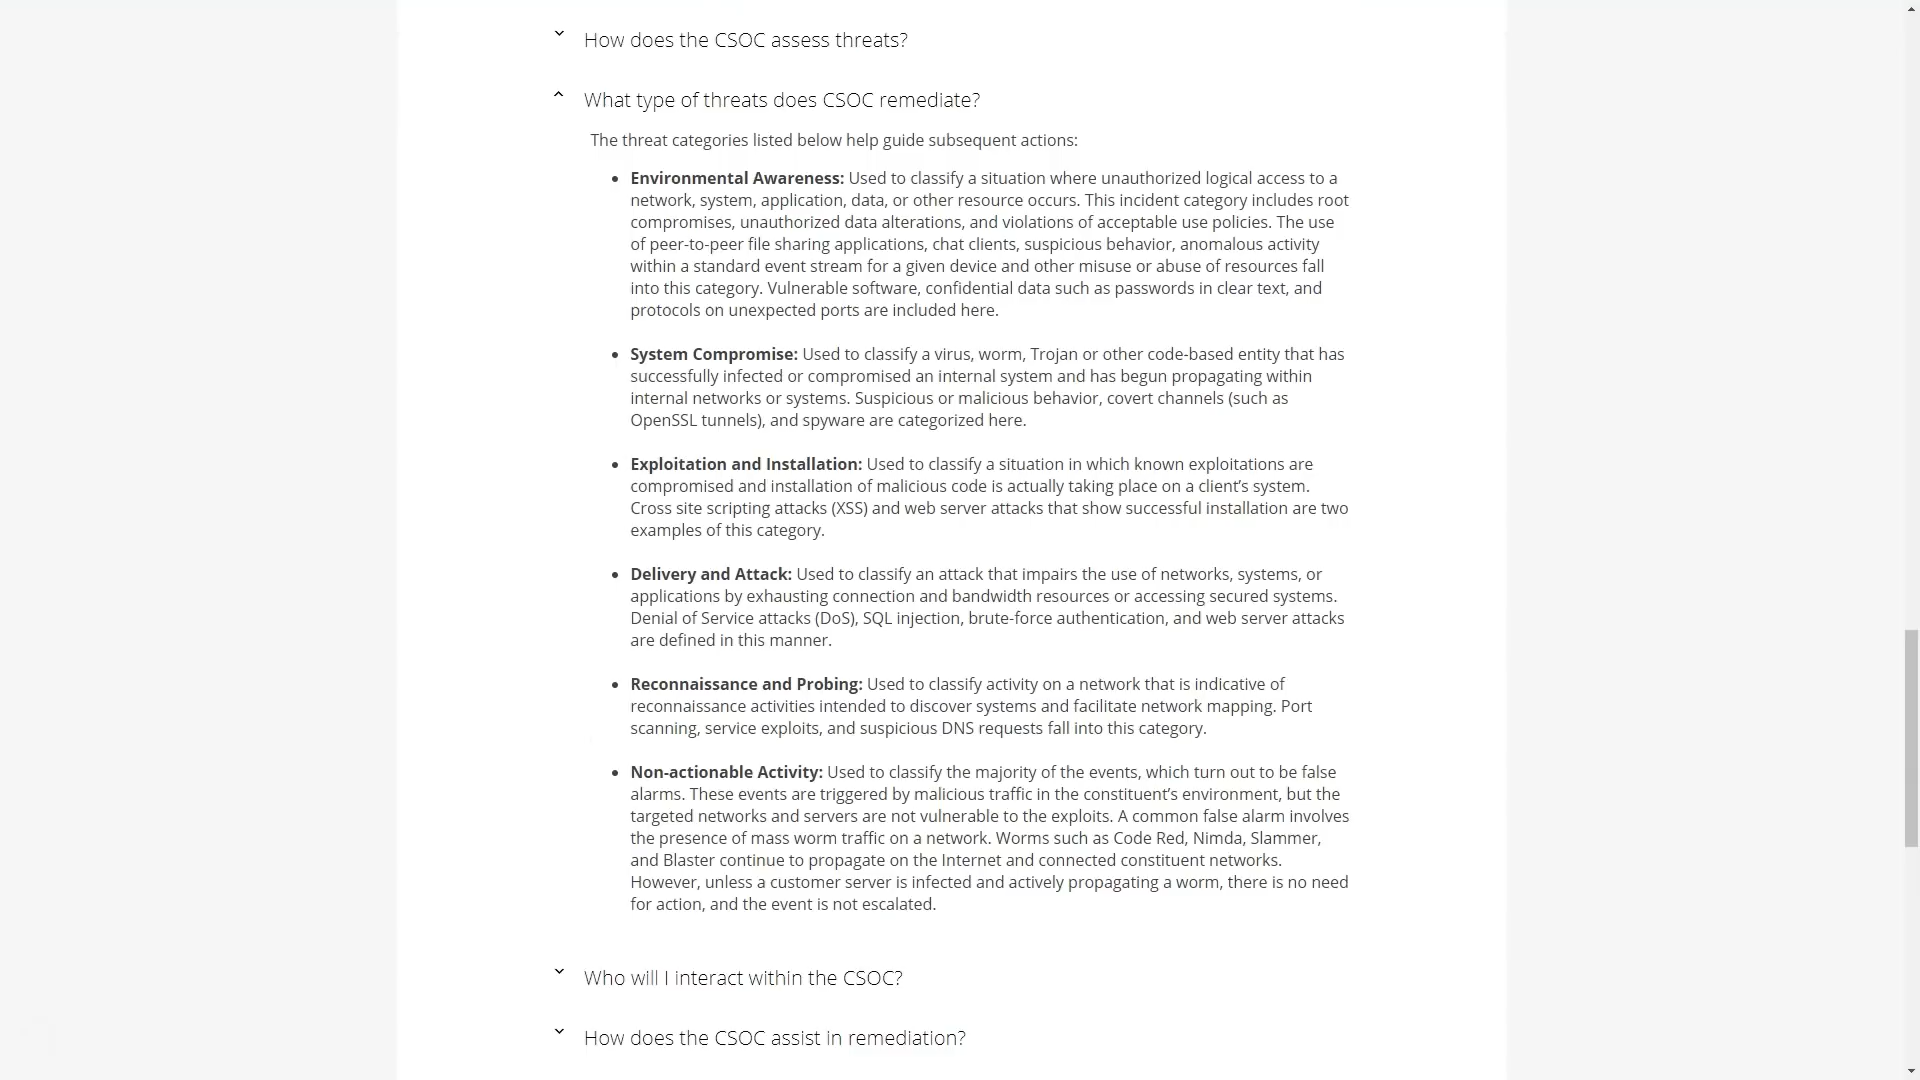 How does the CSOC assess threats?
What type of threats does CSOC remediate?
The threat categories listed below help guide subsequent actions:
Environmental Awareness: Used to classify a situation where unauthorized logical access to a
network, system, application, data, or other resource occurs. This incident category includes root
compromises, unauthorized data alterations, and violations of acceptable use policies. The use
of peer-to-peer file sharing applications, chat clients, suspicious behavior, anomalous activity
within a standard event stream for a given device and other misuse or abuse of resources fall
into this category. Vulnerable software, confidential data such as passwords in clear text, and
protocols on unexpected ports are included here.
System Compromise: Used to classify a virus, worm, Trojan or other code-based entity that has
successfully infected or compromised an internal system and has begun propagating within
internal networks or systems. Suspicious or malicious behavior, covert channels (such as
OpenSSL tunnels), and spyware are categorized here.
Exploitation and Installation: Used to classify a situation in which known exploitations are
compromised and installation of malicious code is actually taking place on a client’s system.
Cross site scripting attacks (XSS) and web server attacks that show successful installation are two
examples of this category.
Delivery and Attack: Used to classify an attack that impairs the use of networks, systems, or
applications by exhausting connection and bandwidth resources or accessing secured systems.
Denial of Service attacks (DoS), SQL injection, brute-force authentication, and web server attacks
are defined in this manner.
Reconnaissance and Probing: Used to classify activity on a network that is indicative of
reconnaissance activities intended to discover systems and facilitate network mapping. Port
scanning, service exploits, and suspicious DNS requests fall into this category.
Non-actionable Activity: Used to classify the majority of the events, which turn out to be false
alarms. These events are triggered by malicious traffic in the constituent’s environment, but the
targeted networks and servers are not vulnerable to the exploits. A common false alarm involves
the presence of mass worm traffic on a network. Worms such as Code Red, Nimda, Slammer,
and Blaster continue to propagate on the Internet and connected constituent networks.
However, unless a customer server is infected and actively propagating a worm, there is no need
for action, and the event is not escalated.
Who will I interact within the CSOC?
How does the CSOC assist in remediation?